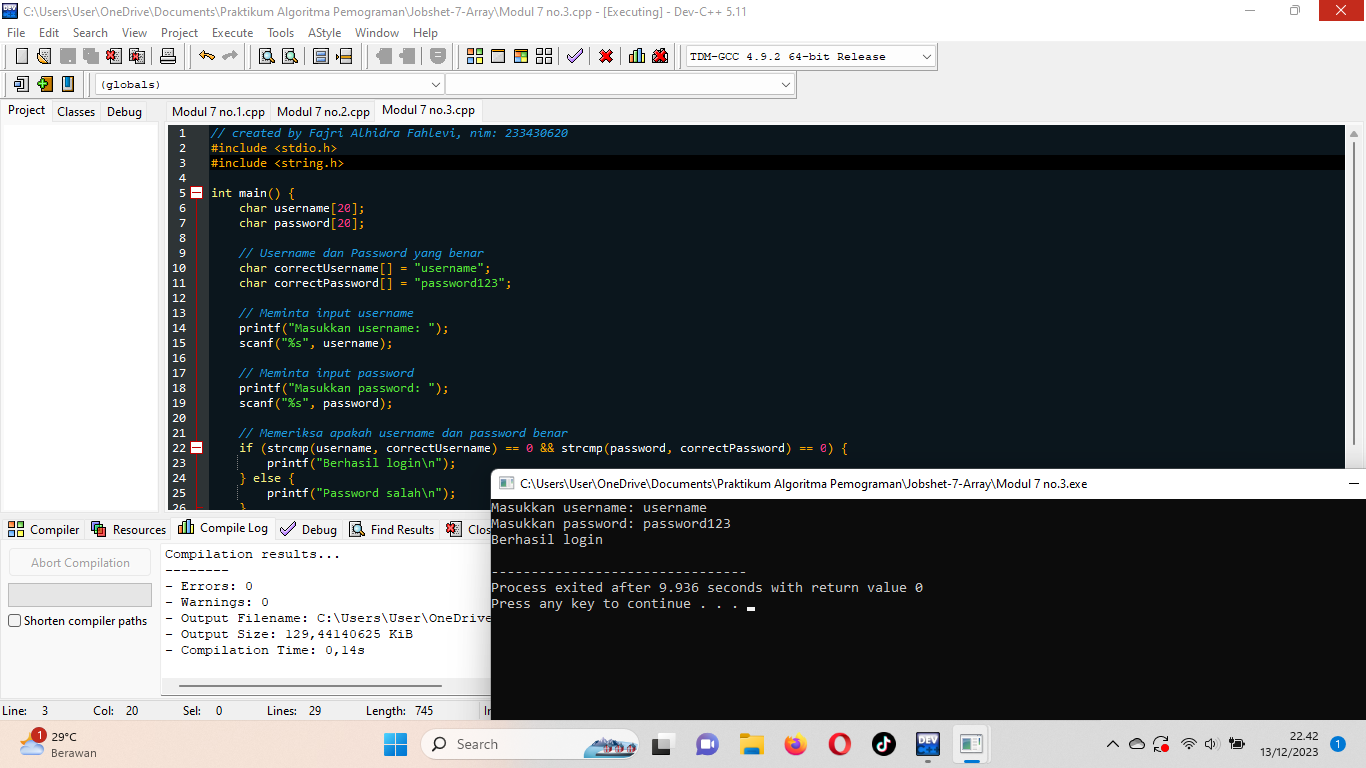 C:\Users\User\OneDrive\Documents\Praktikum Algoritma Pemograman\Jobshet-7-Array\Modul 7 no.3.cpp - [Executing] - Dev-C++ 5.11
File Edit Search View Project Execute Tools AStyle Window Help
TDM-GCC 4.9.2 64-bit Release
(globals)
Project Classes Debug
Modul 7 no.1.cpp Modul 7 no.2.cpp Modul 7 no.3.cpp
1 // created by Fajri Alhidra Fahlevi, nim: 233430620
2 #include <stdio.h>
3 #include <string.h>
4
5 int main() {
6 char username[20];
7 char password[20];
8
9 // Username dan Password yang benar
10 char correctUsername[] = "username";
11 char correctPassword[] = "password123";
12
13 // Meminta input username
14 printf("Masukkan username: ");
15 scanf("%s", username);
16
17 // Meminta input password
18 printf("Masukkan password: ");
19 scanf("%s", password);
20
21 // Memeriksa apakah username dan password benar
22 if (strcmp(username, correctUsername) == 0 && strcmp(password, correctPassword) == 0) {
23 printf("Berhasil login\n");
24 } else {
25 printf("Password salah\n");
26 }
C:\Users\User\OneDrive\Documents\Praktikum Algoritma Pemograman\Jobshet-7-Array\Modul 7 no.3.exe
Masukkan username: username
Masukkan password: password123
Berhasil login
--------------------------------
Process exited after 9.936 seconds with return value 0
Press any key to continue . . .
Compiler Resources Compile Log Debug Find Results Clos
Abort Compilation
Shorten compiler paths
Compilation results...
--------
- Errors: 0
- Warnings: 0
- Output Filename: C:\Users\User\OneDrive
- Output Size: 129,44140625 KiB
- Compilation Time: 0,14s
Line: 3 Col: 20 Sel: 0 Lines: 29 Length: 745
1
29°C
Berawan
Search
DEV
22.42
13/12/2023
1